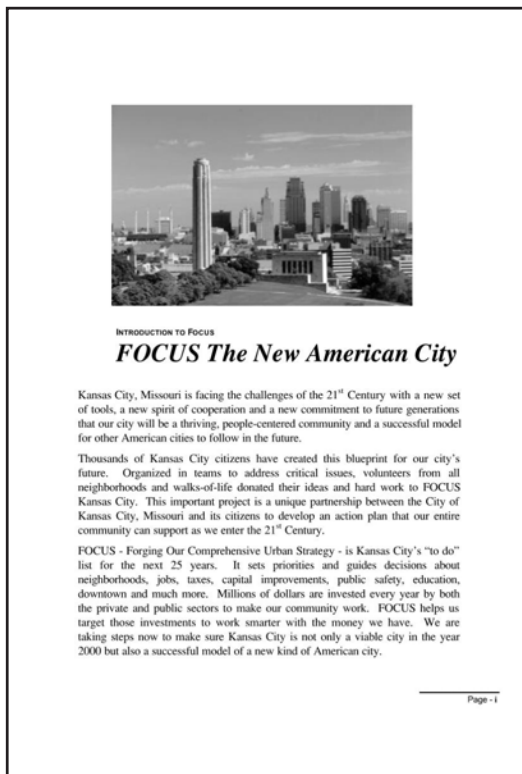 INTRODUCTION TO FOCUS
FOCUS The New American City
Kansas City, Missouri is facing the challenges of the 21st Century with a new set
of tools, a new spirit of cooperation and a new commitment to future generations
that our city will be a thriving, people-centered community and a successful model
for other American cities to follow in the future.
Thousands of Kansas City citizens have created this blueprint for our city's
future. Organized in teams to address critical issues, volunteers from all
neighborhoods and walks-of-life donated their ideas and hard work to FOCUS
Kansas City. This important project is a unique partnership between the City of
Kansas City, Missouri and its citizens to develop an action plan that our entire
community can support as we enter the 21st Century.
FOCUS - Forging Our Comprehensive Urban Strategy - is Kansas City's "to do"
list for the next 25 years. It sets priorities and guides decisions about
neighborhoods, jobs, taxes, capital improvements, public safety, education,
downtown and much more. Millions of dollars are invested every year by both
the private and public sectors to make our community work. FOCUS helps us
target those investments to work smarter with the money we have. We are
taking steps now to make sure Kansas City is not only a viable city in the year
2000 but also a successful model of a new kind of American city.
Page - i